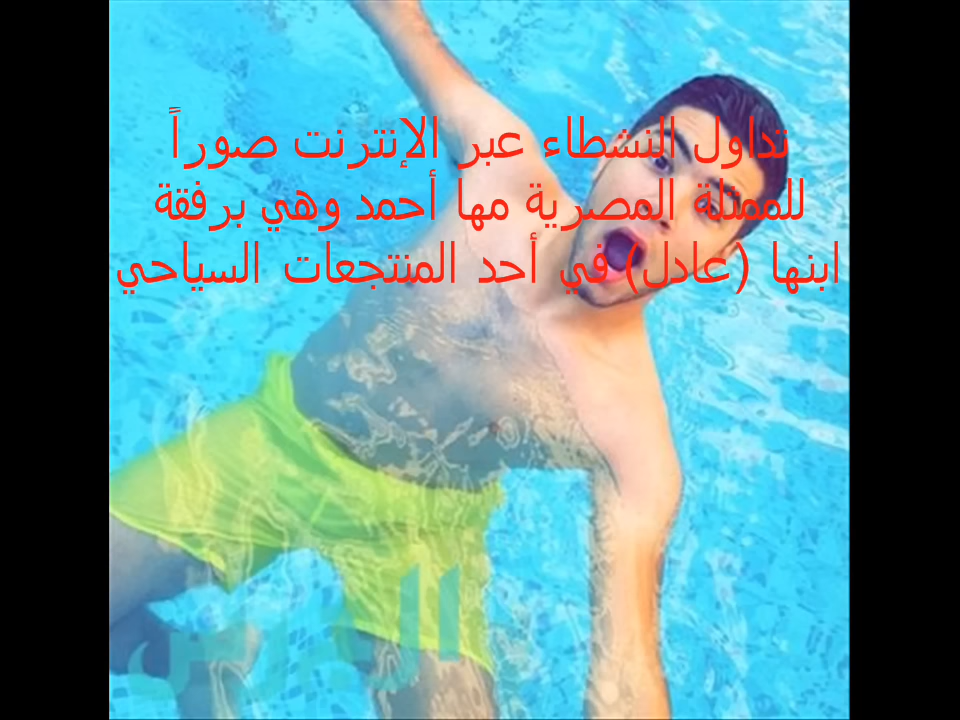 تداول النشطاء عبر الإنترنت صوراً
للممثلة المصرية مها أحمد وهي برفقة
ابنها (عادل) في أحد المنتجعات السياحي